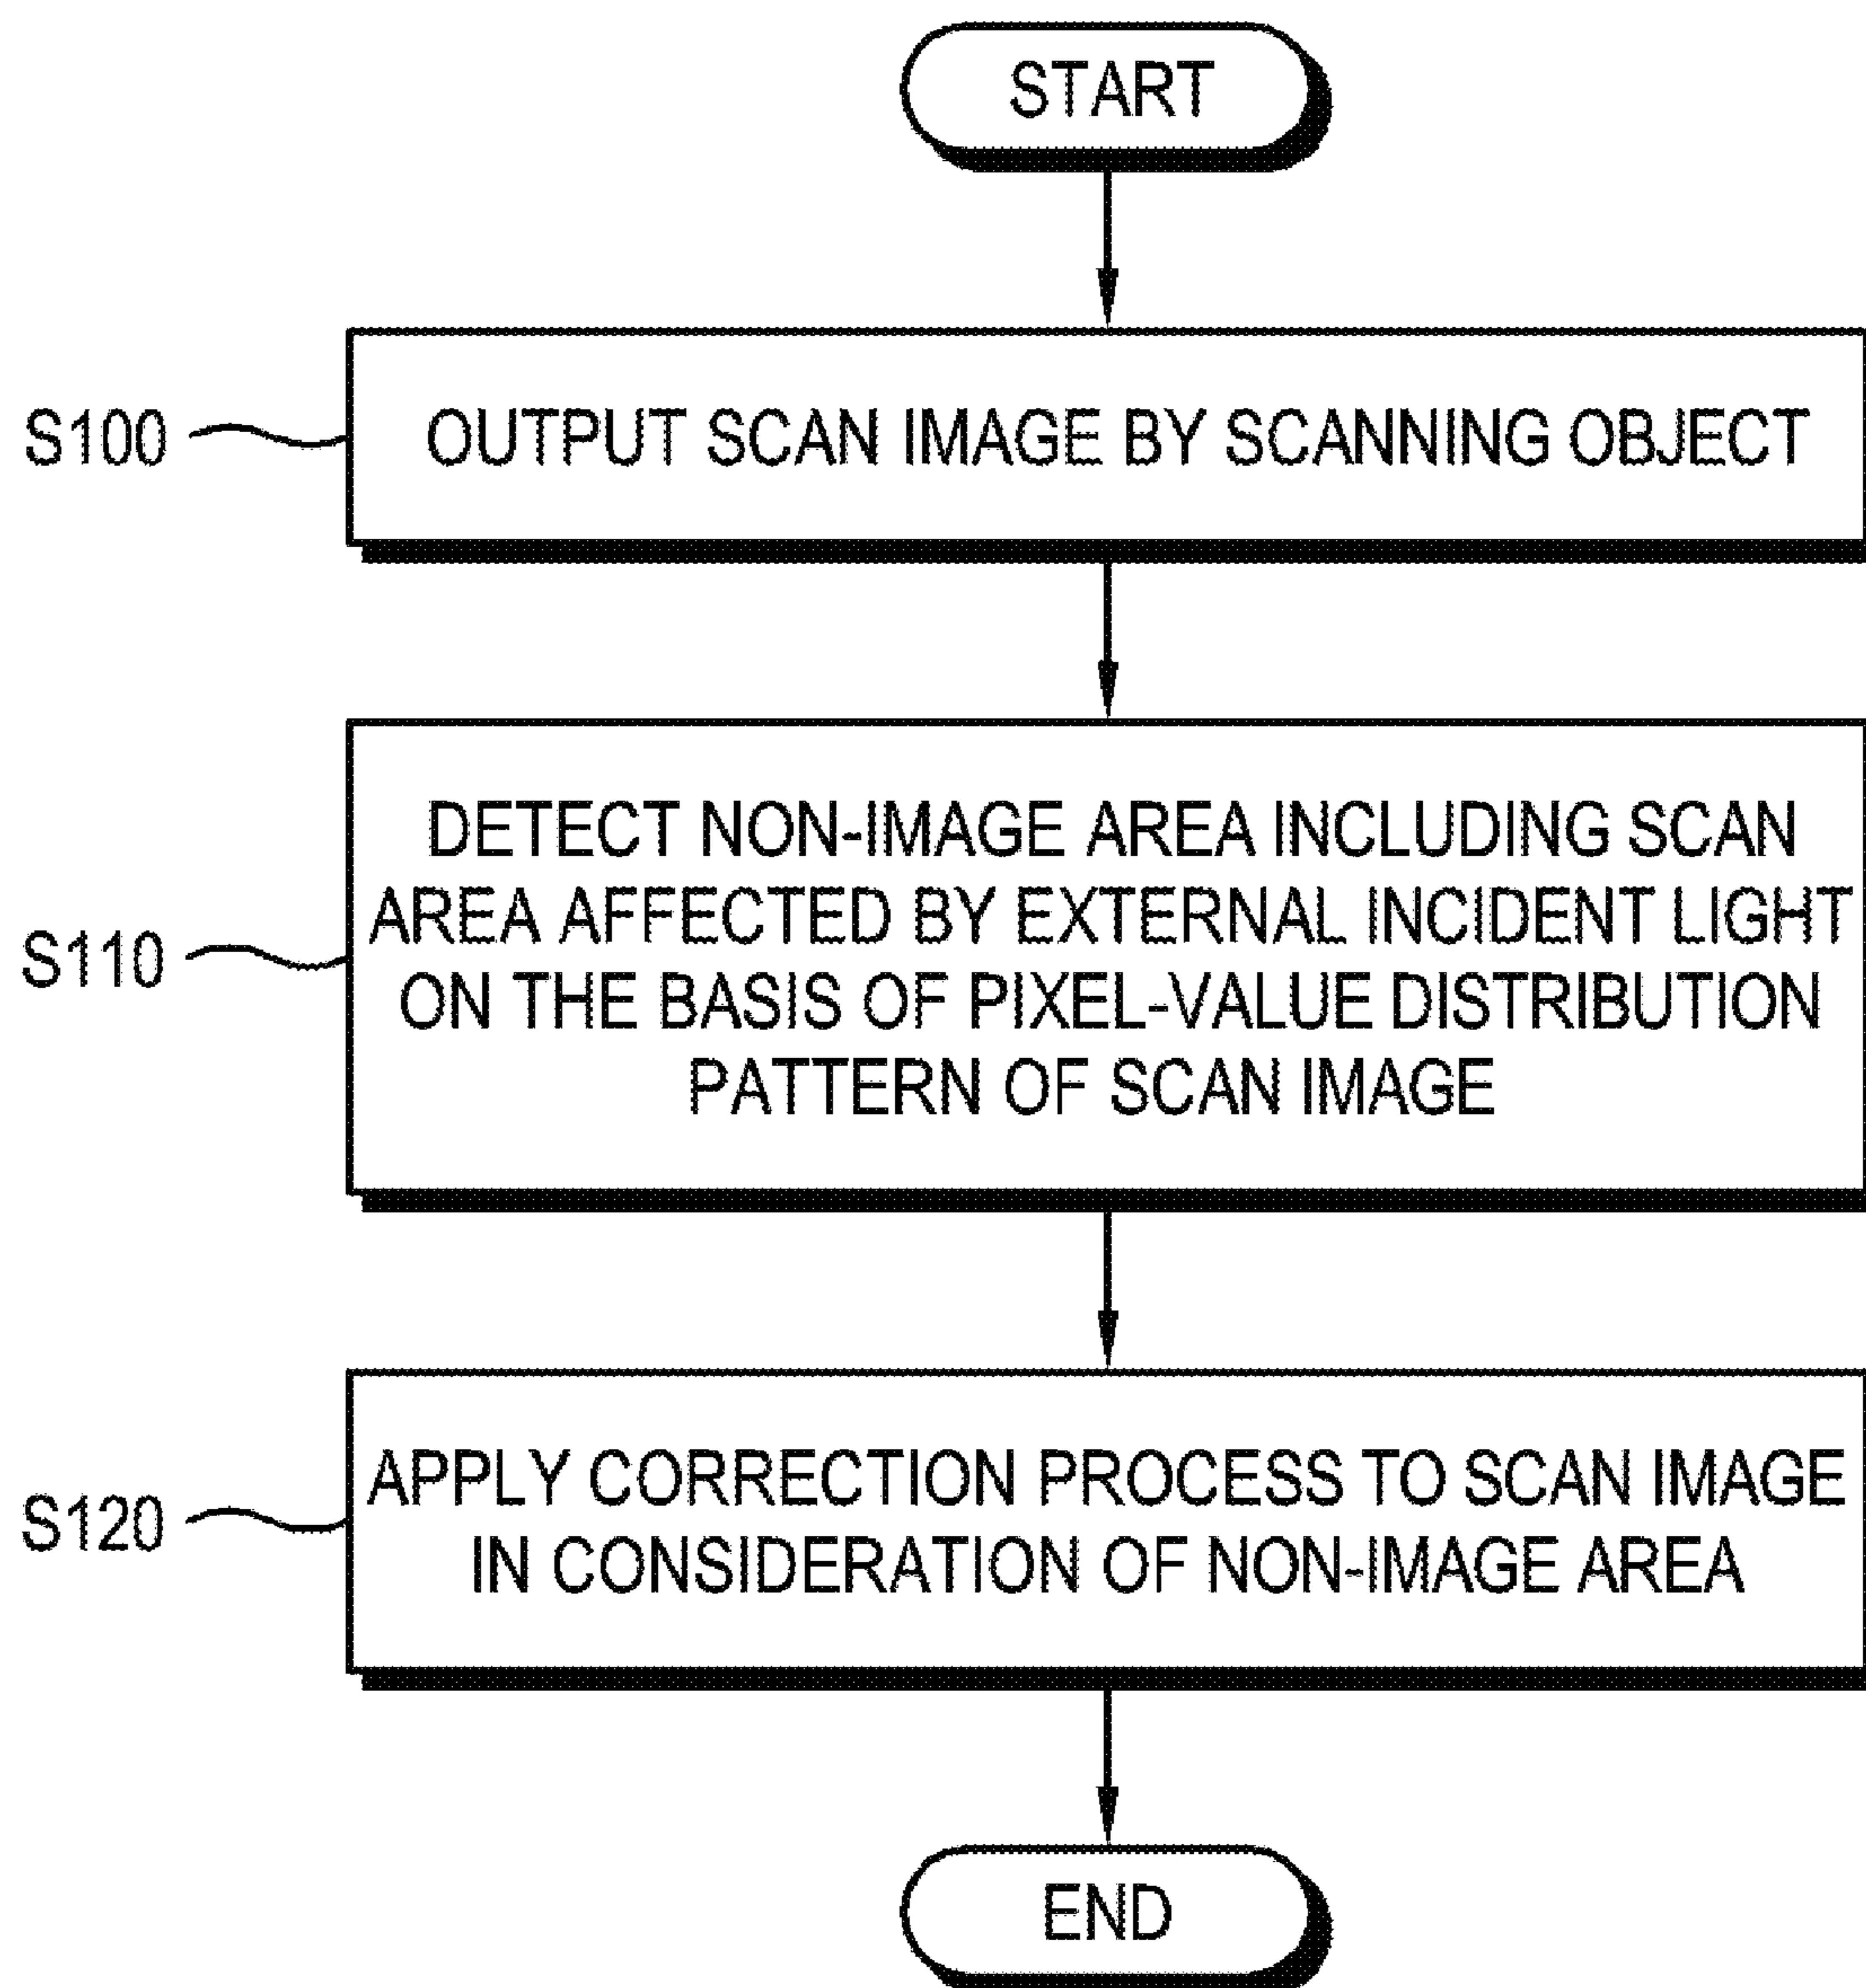 START
S100
OUTPUT SCAN IMAGE BY SCANNING OBJECT
S110
DETECT NON-IMAGE AREA INCLUDING SCAN
AREA AFFECTED BY EXTERNAL INCIDENT LIGHT
ON THE BASIS OF PIXEL-VALUE DISTRIBUTION
PATTERN OF SCAN IMAGE
S120
APPLY CORRECTION PROCESS TO SCAN IMAGE
IN CONSIDERATION OF NON-IMAGE AREA
END